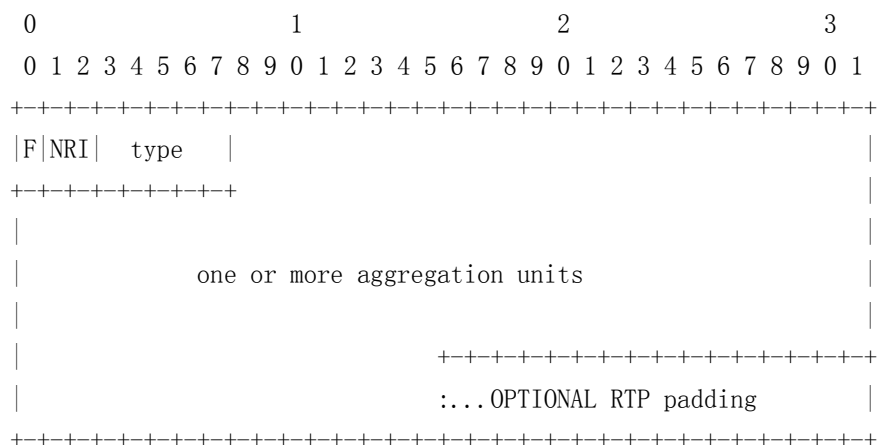 0                   1                   2                   3
0 1 2 3 4 5 6 7 8 9 0 1 2 3 4 5 6 7 8 9 0 1 2 3 4 5 6 7 8 9 0 1
+-+-+-+-+-+-+-+-+-+-+-+-+-+-+-+-+-+-+-+-+-+-+-+-+-+-+-+-+-+-+-+-+
|F|NRI|  type   |                                               |
+-+-+-+-+-+-+-+-+                                               |
|                                                               |
|             one or more aggregation units                     |
|                                                               |
|                               +-+-+-+-+-+-+-+-+-+-+-+-+-+-+-+-+
|                               :...OPTIONAL RTP padding        |
+-+-+-+-+-+-+-+-+-+-+-+-+-+-+-+-+-+-+-+-+-+-+-+-+-+-+-+-+-+-+-+-+